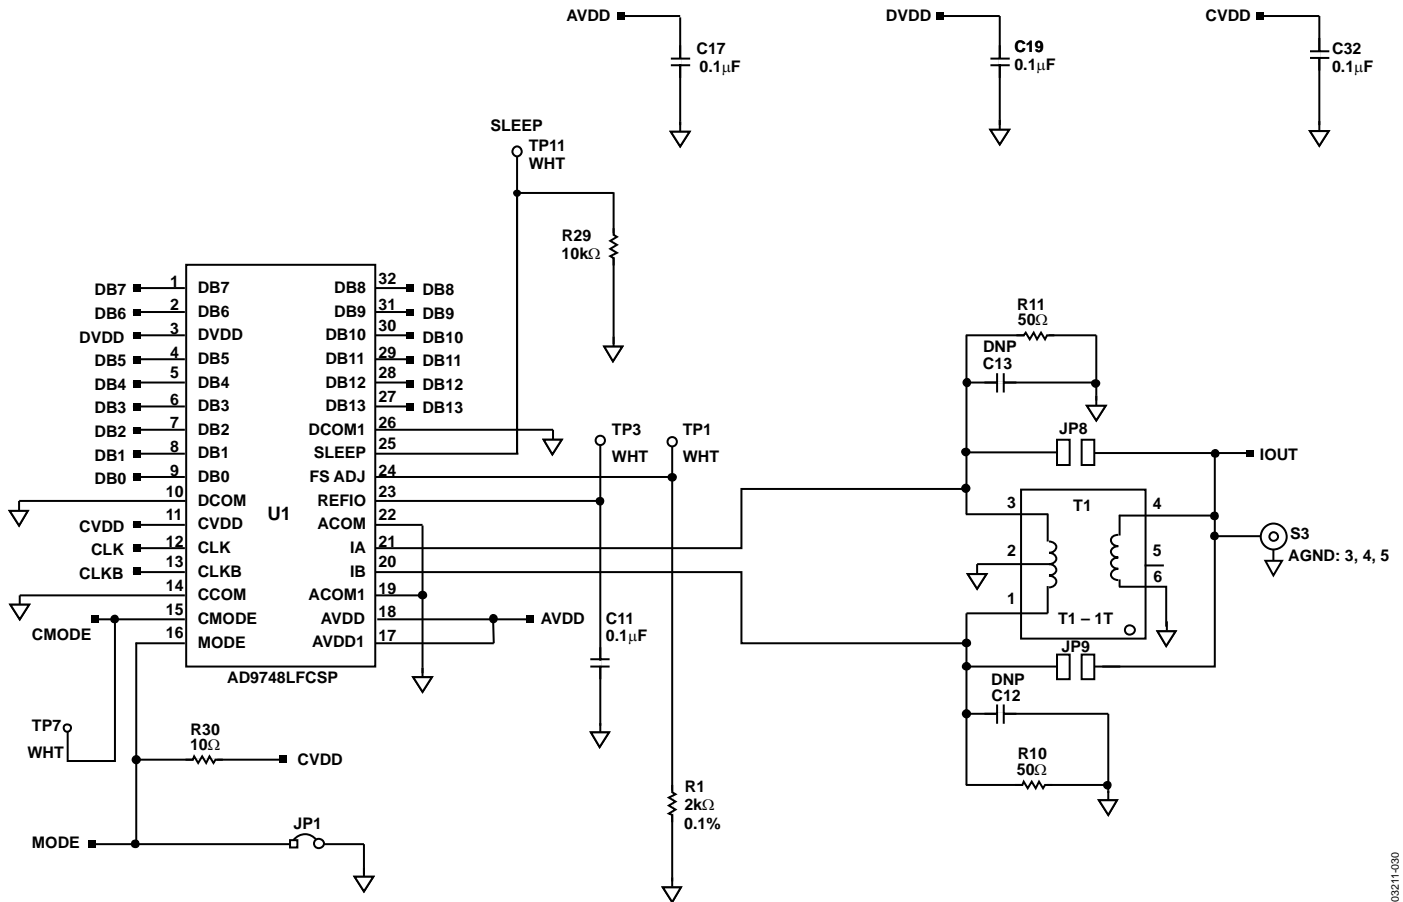 AVDD
C17
0.1μF
DVDD
C19
0.1μF
CVDD
C32
0.1μF
SLEEP
TP11
WHT
R29
10kΩ
DB7 1 DB7
DB6 2 DB6
DVDD 3 DVDD
DB5 4 DB5
DB4 5 DB4
DB3 6 DB3
DB2 7 DB2
DB1 8 DB1
DB0 9 DB0
10 DCOM
CVDD 11 CVDD
CLK 12 CLK
CLKB 13 CLKB
14 CCOM
CMODE 15 CMODE
16 MODE
U1
DB8 32 DB8
DB9 31 DB9
DB10 30 DB10
DB11 29 DB11
DB12 28 DB12
DB13 27 DB13
DCOM1 26
SLEEP 25
FS ADJ 24
REFIO 23
ACOM 22
IA 21
IB 20
ACOM1 19
AVDD 18 AVDD
AVDD1 17
AD9748LFCSP
TP3
WHT
TP1
WHT
C11
0.1μF
R1
2kΩ
0.1%
TP7
WHT
R30
10Ω
CVDD
MODE
JP1
R11
50Ω
DNP
C13
JP8
IOUT
3 T1 4
2 5
6
1
T1 – 1T
S3
AGND: 3, 4, 5
JP9
DNP
C12
R10
50Ω
03211-030